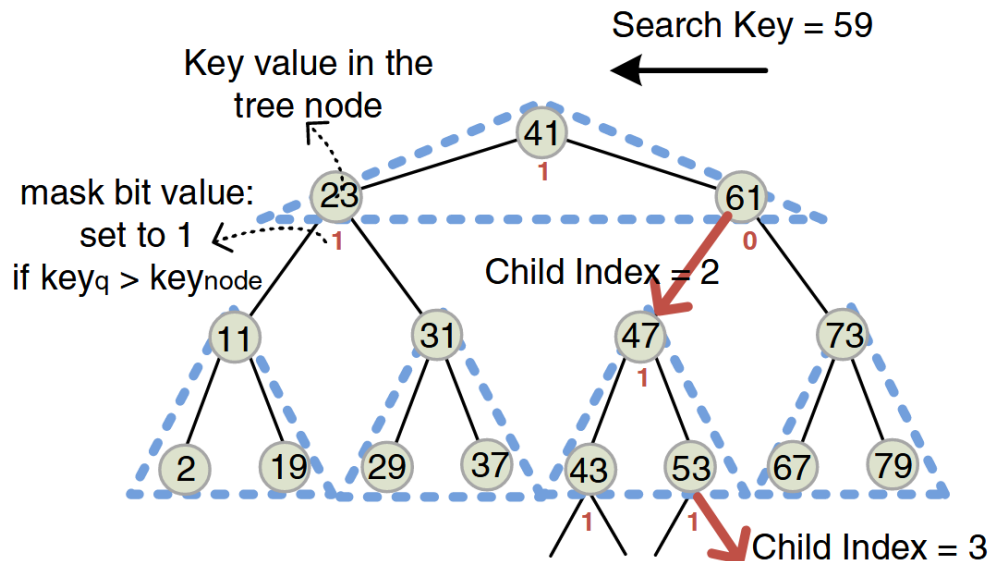 Search Key = 59
Key value in the
tree node
41
1
mask bit value:
set to 1
if keyq > keynode
23
1
61
0
Child Index = 2
11
31
47
1
73
2
19
29
37
43
1
53
1
67
79
Child Index = 3